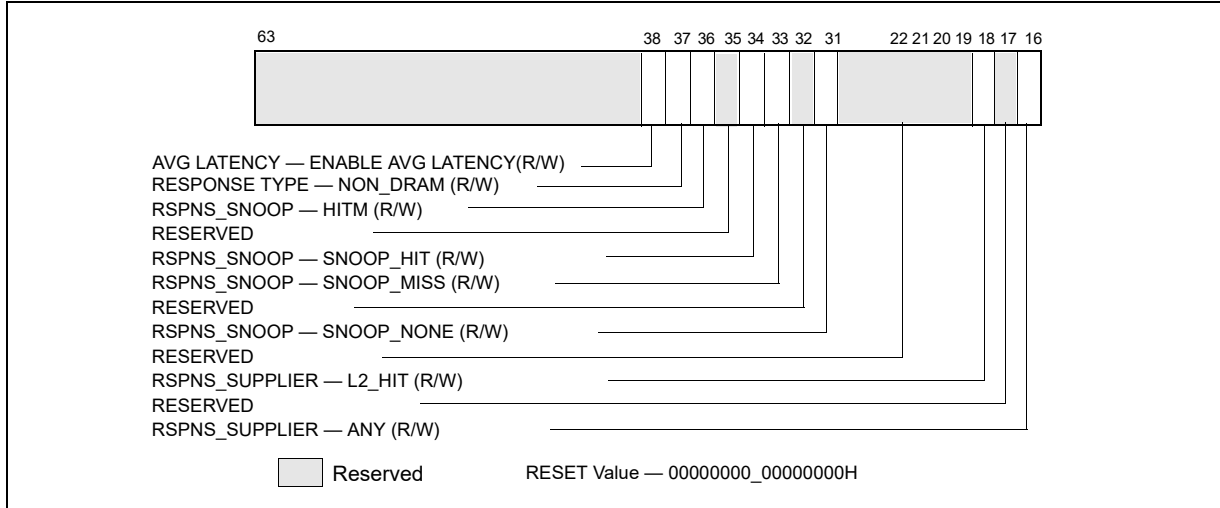 63 38 37 36 35 34 33 32 31 22 21 20 19 18 17 16
AVG LATENCY — ENABLE AVG LATENCY(R/W)
RESPONSE TYPE — NON_DRAM (R/W)
RSPNS_SNOOP — HITM (R/W)
RESERVED
RSPNS_SNOOP — SNOOP_HIT (R/W)
RSPNS_SNOOP — SNOOP_MISS (R/W)
RESERVED
RSPNS_SNOOP — SNOOP_NONE (R/W)
RESERVED
RSPNS_SUPPLIER — L2_HIT (R/W)
RESERVED
RSPNS_SUPPLIER — ANY (R/W)
Reserved RESET Value — 00000000_00000000H